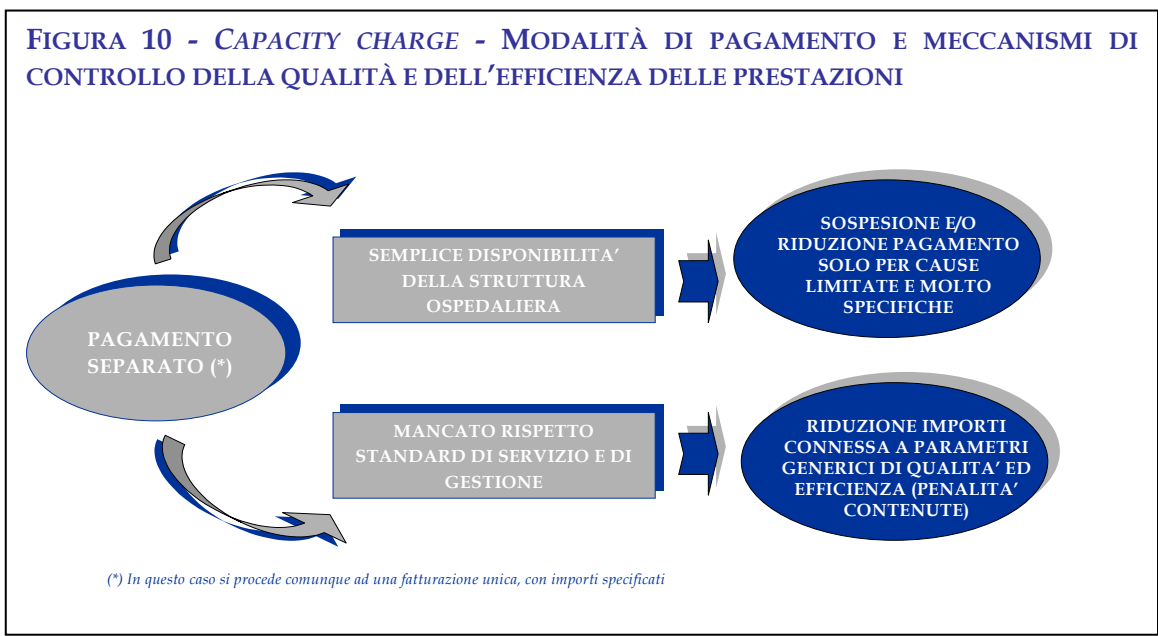 FIGURA 10 - CAPACITY CHARGE - MODALITÀ DI PAGAMENTO E MECCANISMI DI
CONTROLLO DELLA QUALITÀ E DELL'EFFICIENZA DELLE PRESTAZIONI
PAGAMENTO
SEPARATO (*)
SEMPLICE DISPONIBILITA'
DELLA STRUTTURA
OSPEDALIERA
SOSPESIONE E/O
RIDUZIONE PAGAMENTO
SOLO PER CAUSE
LIMITATE E MOLTO
SPECIFICHE
MANCATO RISPETTO
STANDARD DI SERVIZIO E DI
GESTIONE
RIDUZIONE IMPORTI
CONNESSA A PARAMETRI
GENERICI DI QUALITA' ED
EFFICIENZA (PENALITA'
CONTENUTE)
(*) In questo caso si procede comunque ad una fatturazione unica, con importi specificati